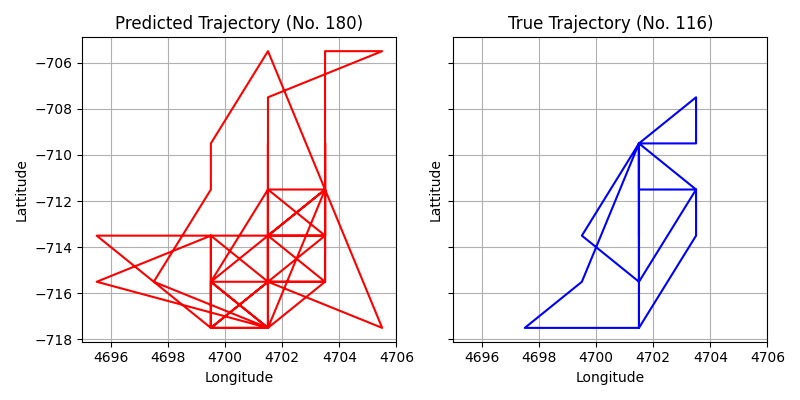 Predicted Trajectory (No. 180)
True Trajectory (No. 116)
Lattitude
−706
−708
−710
−712
−714
−716
−718
4696 4698 4700 4702 4704 4706
Longitude
Lattitude
4696 4698 4700 4702 4704 4706
Longitude